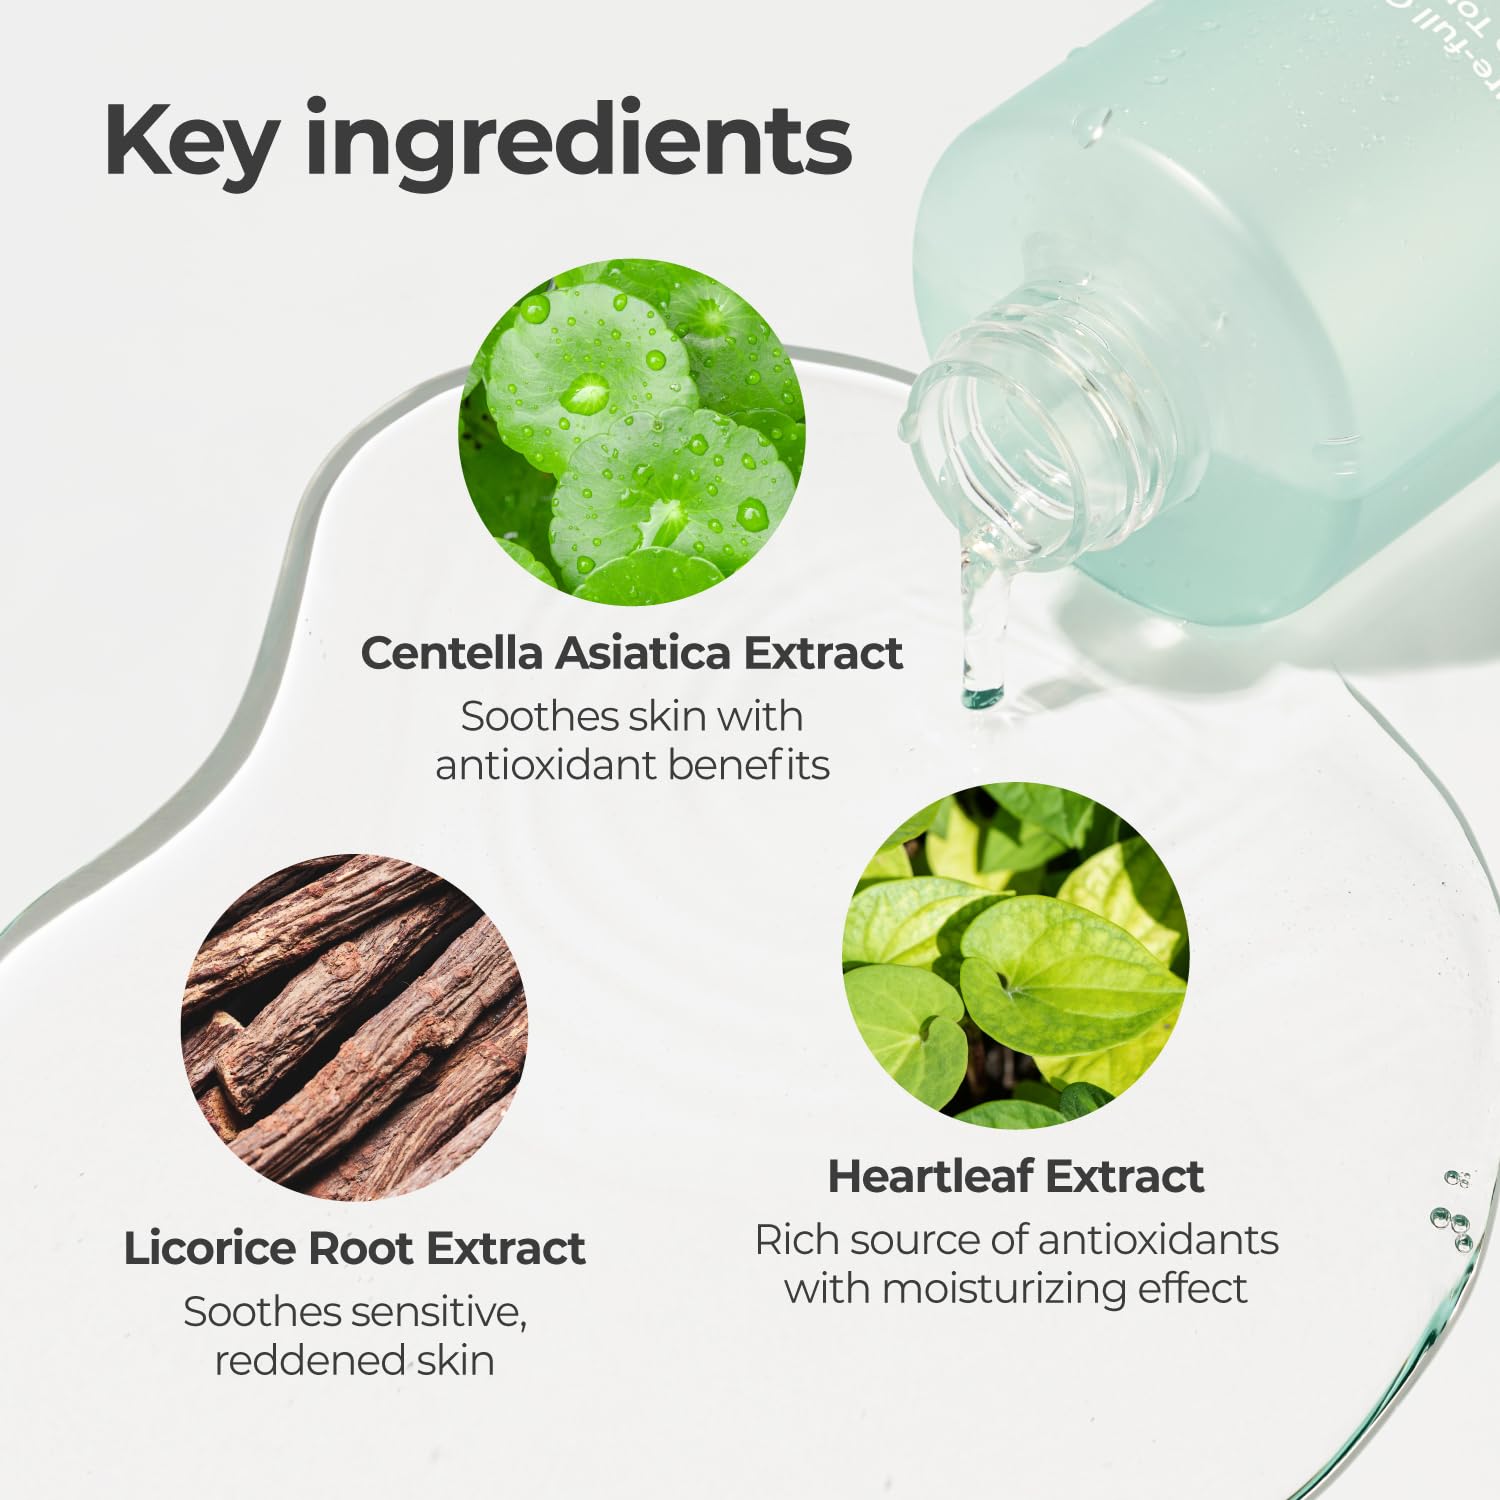 Key ingredients
Centella Asiatica Extract
Soothes skin with
antioxidant benefits
Licorice Root Extract
Soothes sensitive,
reddened skin
Heartleaf Extract
Rich source of antioxidants
with moisturizing effect